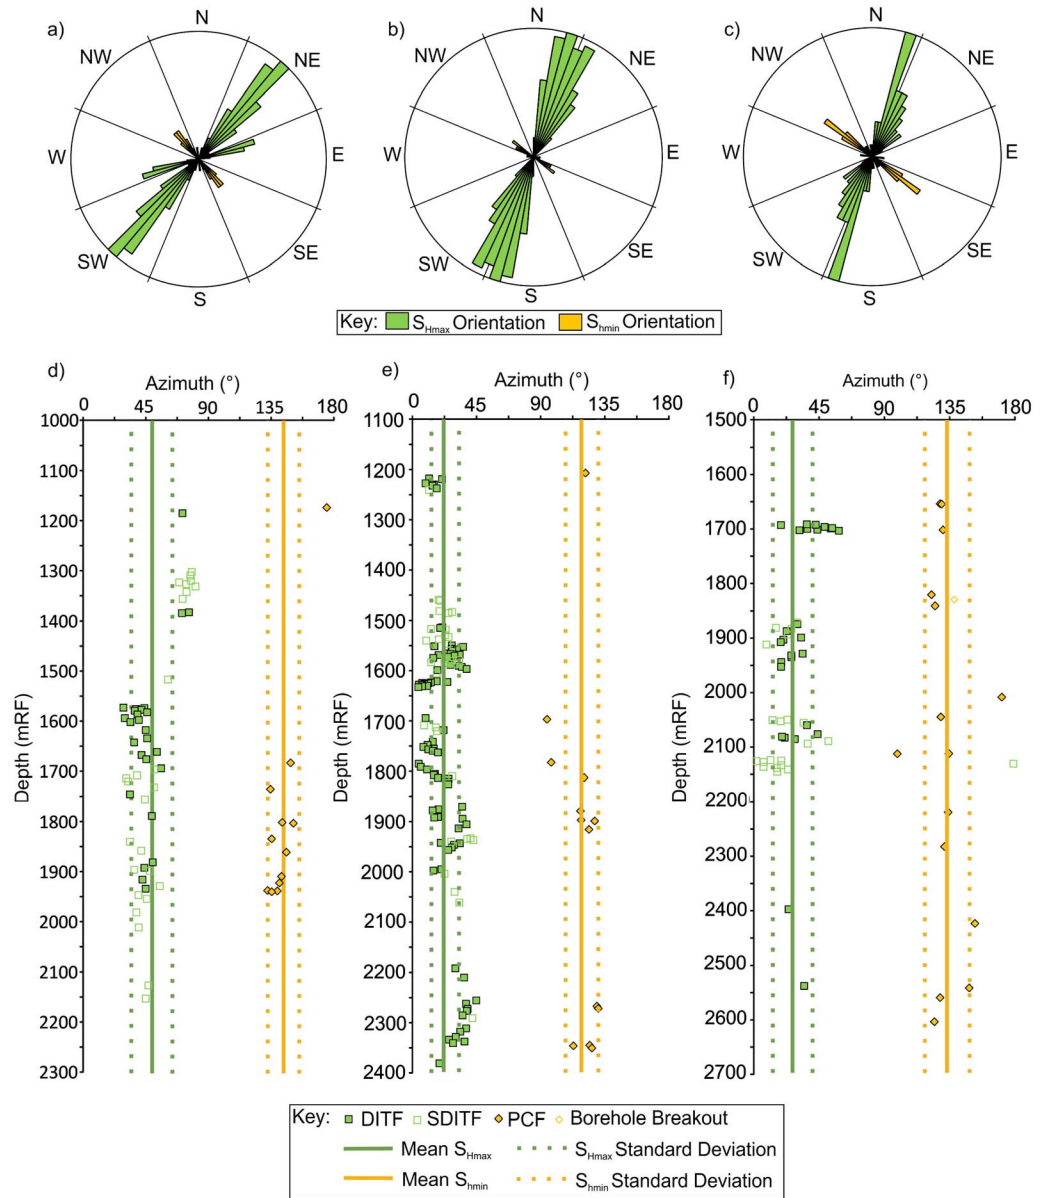 a)
N
NE
E
SE
S
SW
W
NW
b)
N
NE
E
SE
S
SW
W
NW
c)
N
NE
E
SE
S
SW
W
NW
Key: SHmax Orientation Shmin Orientation
d)
Azimuth (°)
0 45 90 135 180
Depth (mRF)
1000
1100
1200
1300
1400
1500
1600
1700
1800
1900
2000
2100
2200
2300
e)
Azimuth (°)
0 45 90 135 180
Depth (mRF)
1100
1200
1300
1400
1500
1600
1700
1800
1900
2000
2100
2200
2300
2400
f)
Azimuth (°)
0 45 90 135 180
Depth (mRF)
1500
1600
1700
1800
1900
2000
2100
2200
2300
2400
2500
2600
2700
Key: DITF SDITF PCF Borehole Breakout
Mean SHmax SHmax Standard Deviation
Mean Shmin Shmin Standard Deviation